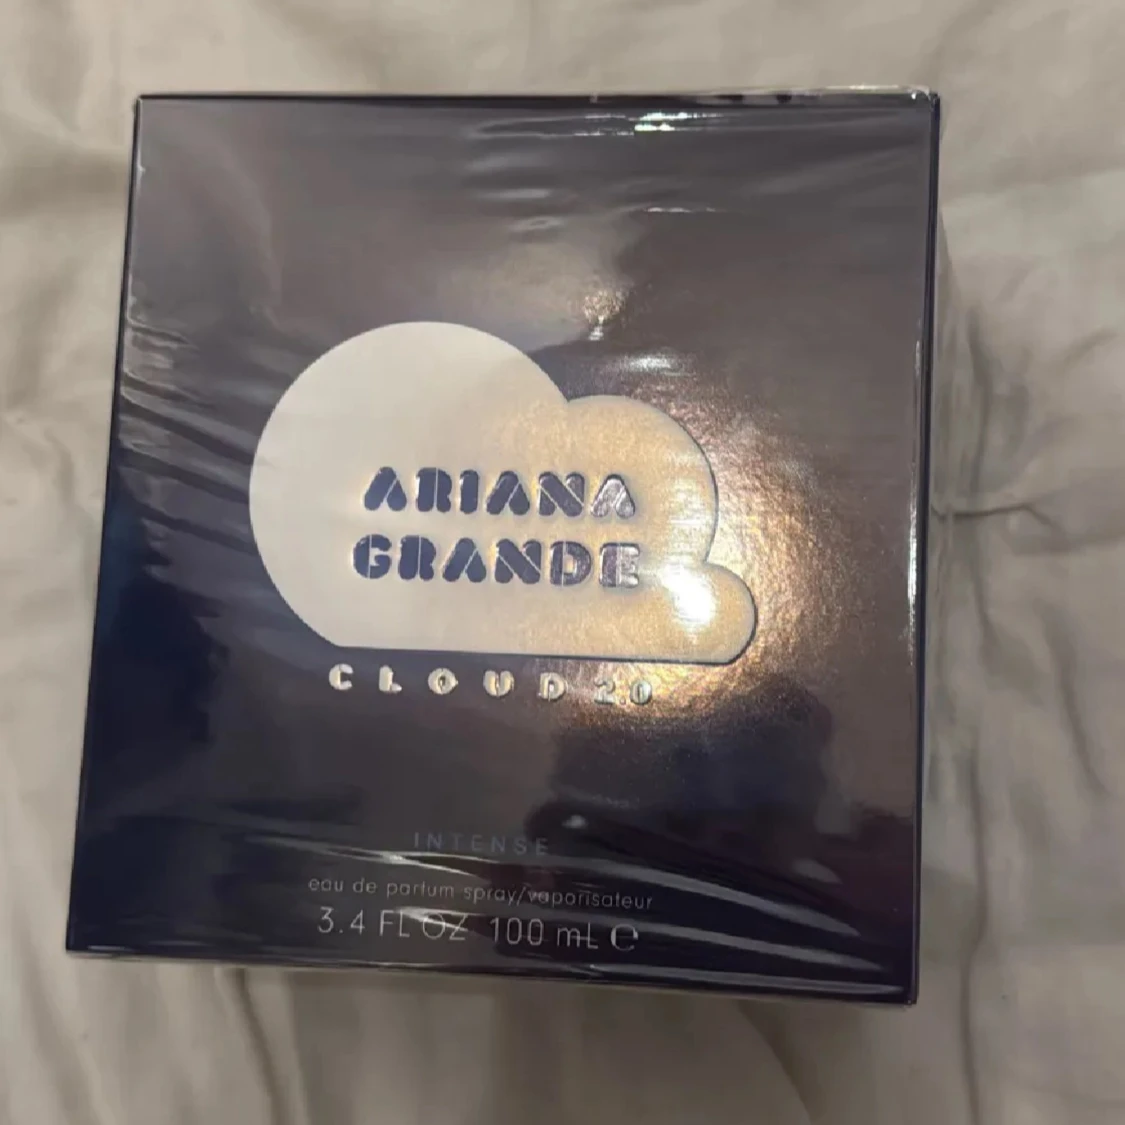 ARIANA
GRANDE
CLOUD 2.0
INTENSE
eau de parfum spray/vaporisateur
3.4 FL OZ 100 mL ℮